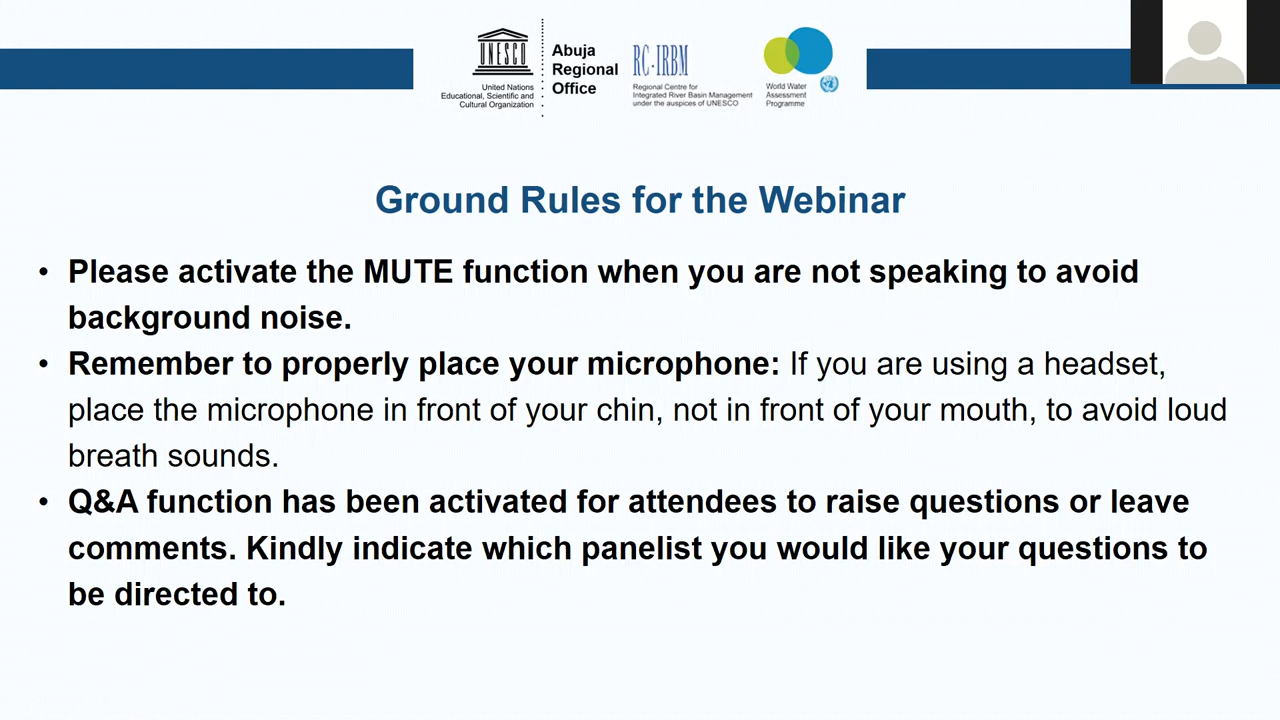 UNESCO
United Nations
Educational, Scientific and
Cultural Organization
Abuja
Regional
Office
RC-IRBM
Regional Centre for
Integrated River Basin Management
under the auspices of UNESCO
World Water
Assessment
Programme
Ground Rules for the Webinar
• Please activate the MUTE function when you are not speaking to avoid
background noise.
• Remember to properly place your microphone: If you are using a headset,
place the microphone in front of your chin, not in front of your mouth, to avoid loud
breath sounds.
• Q&A function has been activated for attendees to raise questions or leave
comments. Kindly indicate which panelist you would like your questions to
be directed to.